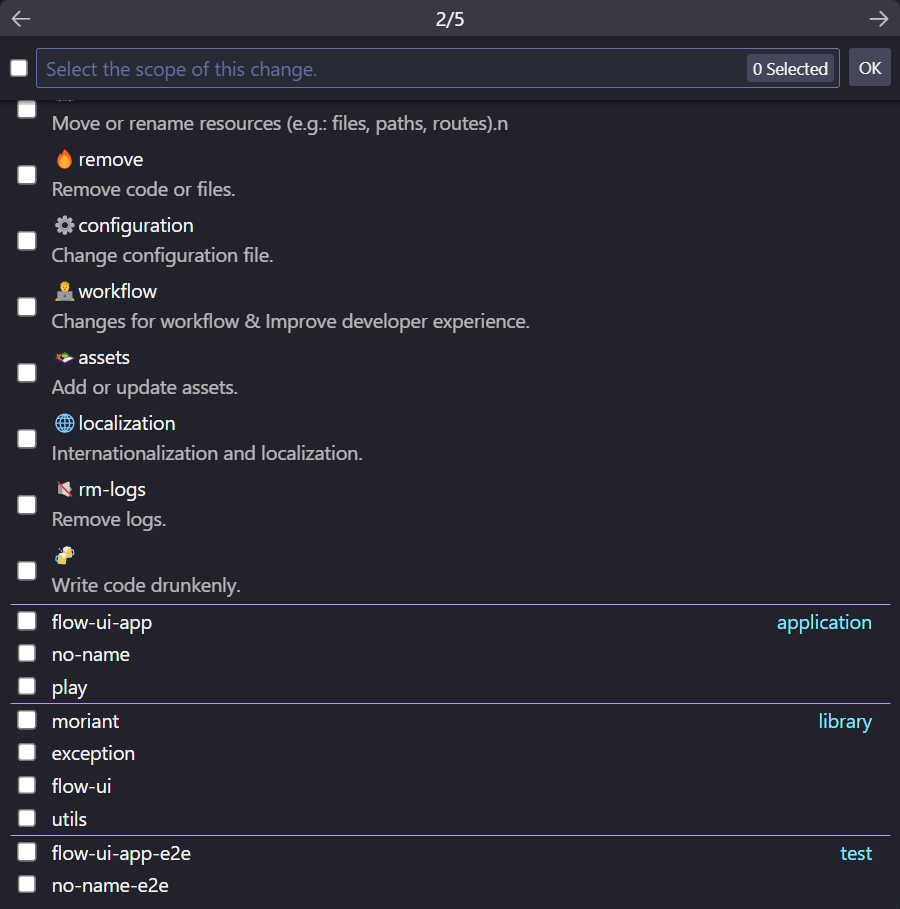 2/5
Select the scope of this change.
0 Selected
OK
Move or rename resources (e.g.: files, paths, routes).n
remove
Remove code or files.
configuration
Change configuration file.
workflow
Changes for workflow & Improve developer experience.
assets
Add or update assets.
localization
Internationalization and localization.
rm-logs
Remove logs.
Write code drunkenly.
flow-ui-app application
no-name
play
moriant library
exception
flow-ui
utils
flow-ui-app-e2e test
no-name-e2e